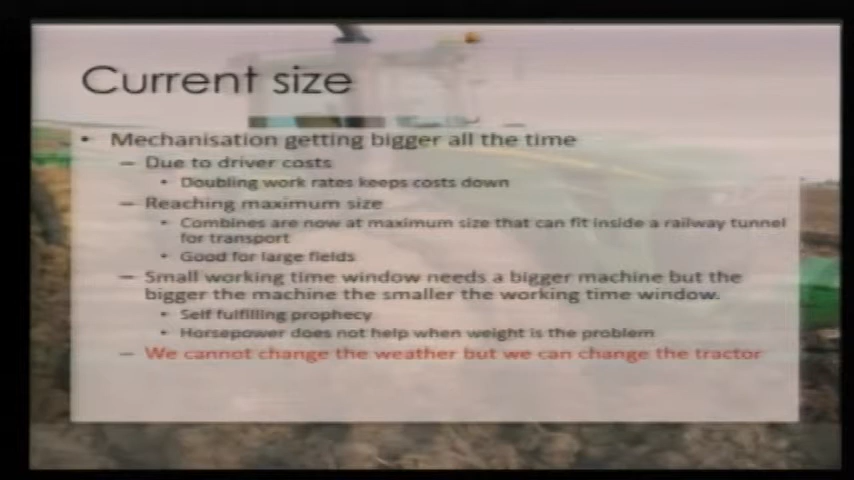 Current size
• Mechanisation getting bigger all the time
– Due to driver costs
• Doubling work rates keeps costs down
– Reaching maximum size
• Combines are now at maximum size that can fit inside a railway tunnel
for transport
• Good for large fields
– Small working time window needs a bigger machine but the
bigger the machine the smaller the working time window.
• Self fulfilling prophecy
• Horsepower does not help when weight is the problem
– We cannot change the weather but we can change the tractor